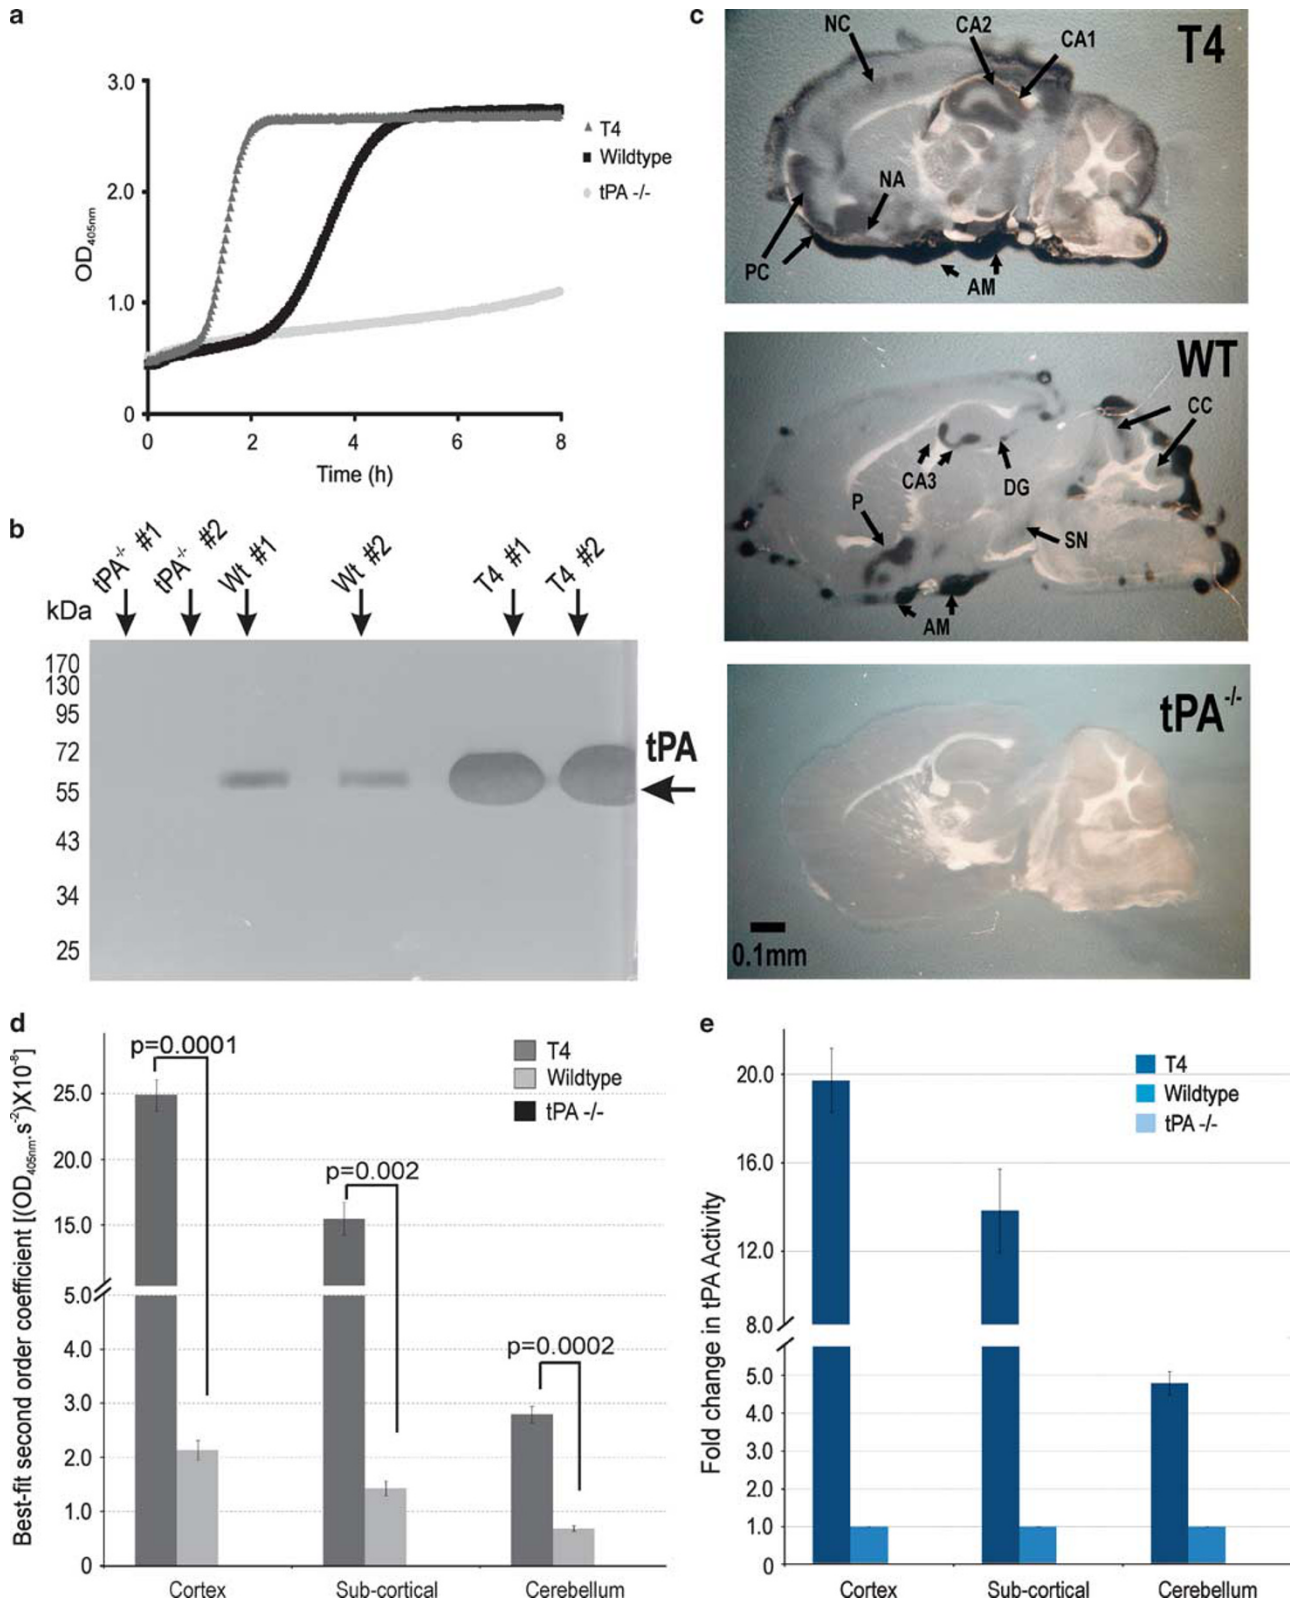 a
3.0
2.0
1.0
0
OD405nm
0 2 4 6 8
Time (h)
T4
Wildtype
tPA -/-
b
tPA-/- #1
tPA-/- #2
Wt #1
Wt #2
T4 #1
T4 #2
kDa
170
130
95
72
55
43
34
25
tPA
c
T4
NC
CA2
CA1
NA
PC
AM
WT
CC
CA3
DG
P
SN
AM
tPA-/-
0.1mm
d
p=0.0001
p=0.002
p=0.0002
T4
Wildtype
tPA -/-
Best-fit second order coefficient [(OD405nm.s-2)X10-8]
25.0
20.0
15.0
5.0
4.0
3.0
2.0
1.0
0
Cortex Sub-cortical Cerebellum
e
T4
Wildtype
tPA -/-
Fold change in tPA Activity
20.0
16.0
12.0
8.0
5.0
4.0
3.0
2.0
1.0
0
Cortex Sub-cortical Cerebellum